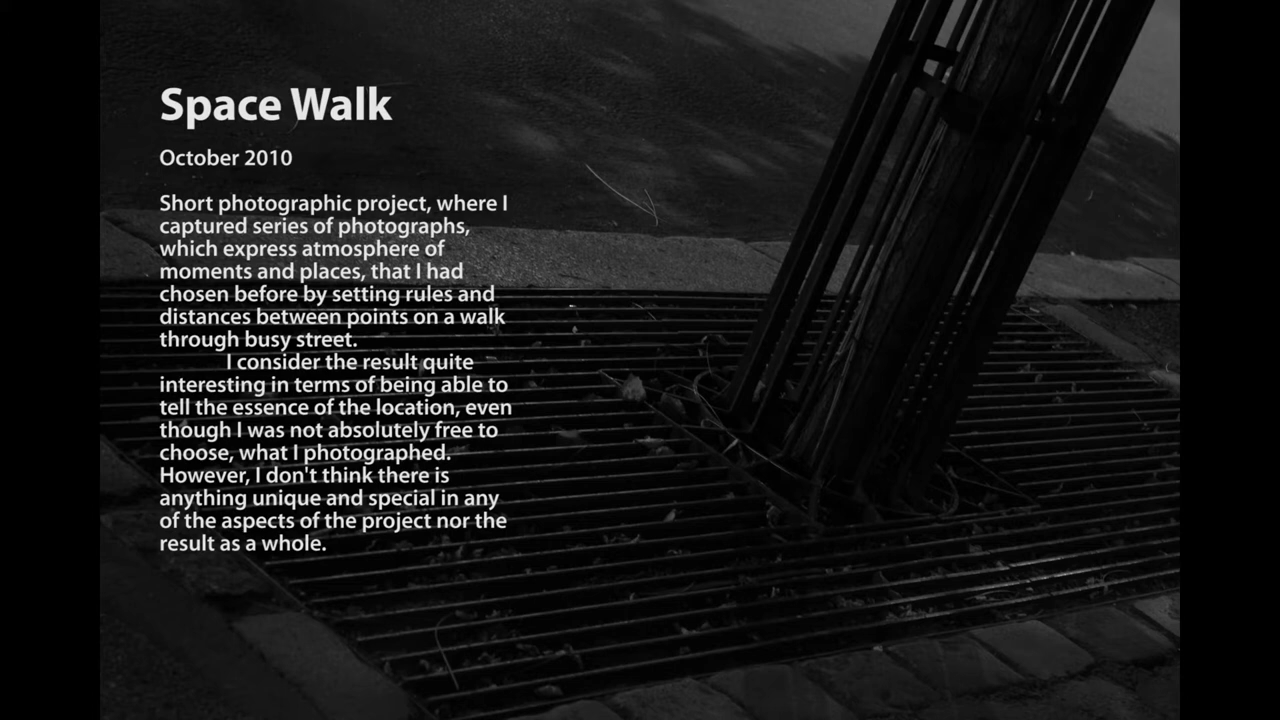 Space Walk
October 2010
Short photographic project, where I
captured series of photographs,
which express atmosphere of
moments and places, that I had
chosen before by setting rules and
distances between points on a walk
through busy street.
I consider the result quite
interesting in terms of being able to
tell the essence of the location, even
though I was not absolutely free to
choose, what I photographed.
However, I don't think there is
anything unique and special in any
of the aspects of the project nor the
result as a whole.